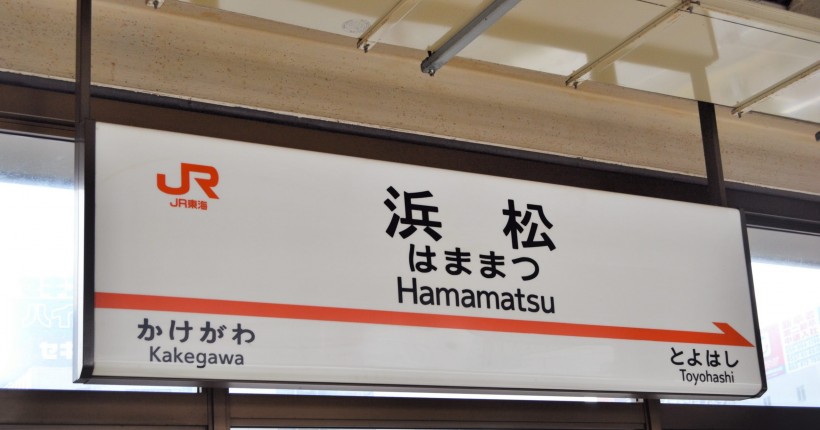 JR
JR東海
浜 松
はままつ
Hamamatsu
かけがわ
Kakegawa
とよはし
Toyohashi